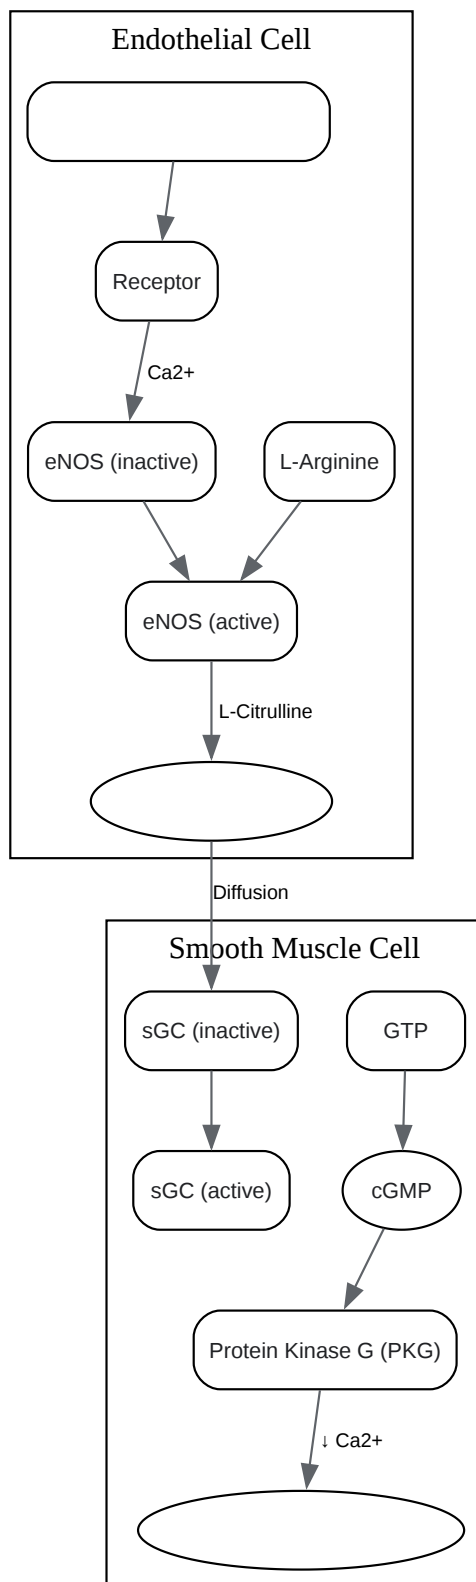 Endothelial Cell
Receptor
Ca2+
eNOS (inactive)
L-Arginine
eNOS (active)
L-Citrulline
Diffusion
Smooth Muscle Cell
sGC (inactive)
GTP
sGC (active)
cGMP
Protein Kinase G (PKG)
↓ Ca2+